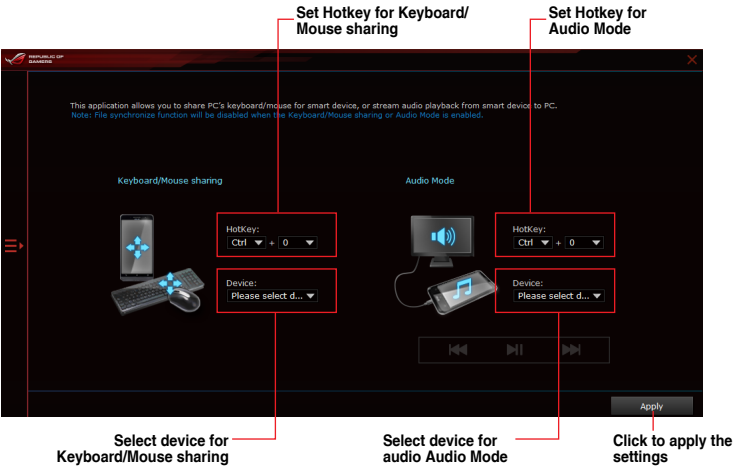 Set Hotkey for Keyboard/
Mouse sharing
Set Hotkey for
Audio Mode
REPUBLIC OF
GAMERS
This application allows you to share PC's keyboard/mouse for smart device, or stream audio playback from smart device to PC.
Note: File synchronize function will be disabled when the Keyboard/Mouse sharing or Audio Mode is enabled.
Keyboard/Mouse sharing
Audio Mode
HotKey:
Ctrl + 0
HotKey:
Ctrl + 0
Device:
Please select d...
Device:
Please select d...
Apply
Select device for
Keyboard/Mouse sharing
Select device for
audio Audio Mode
Click to apply the
settings